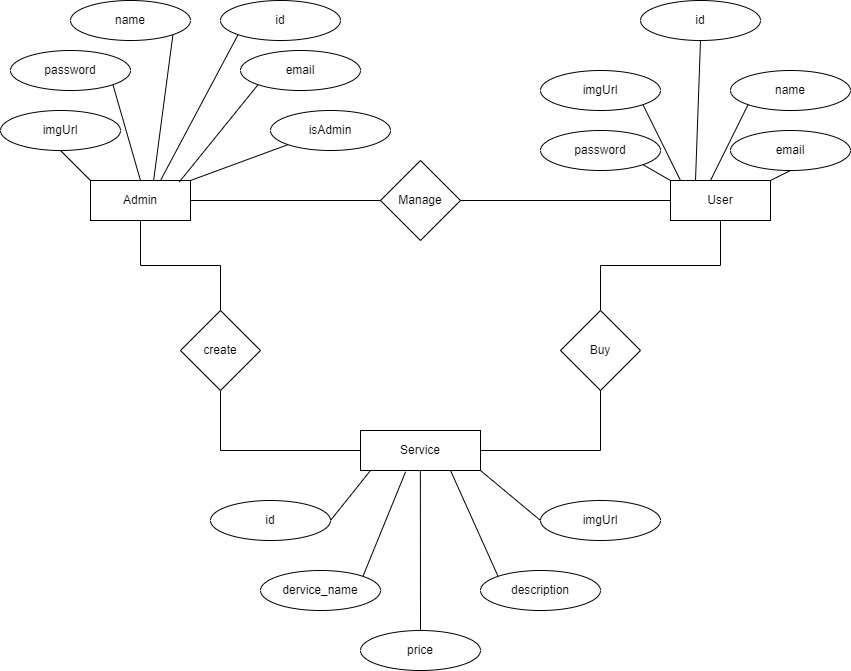 name
id
id
password
email
imgUrl
name
imgUrl
isAdmin
password
email
Admin
Manage
User
create
Buy
Service
id
imgUrl
dervice_name
description
price